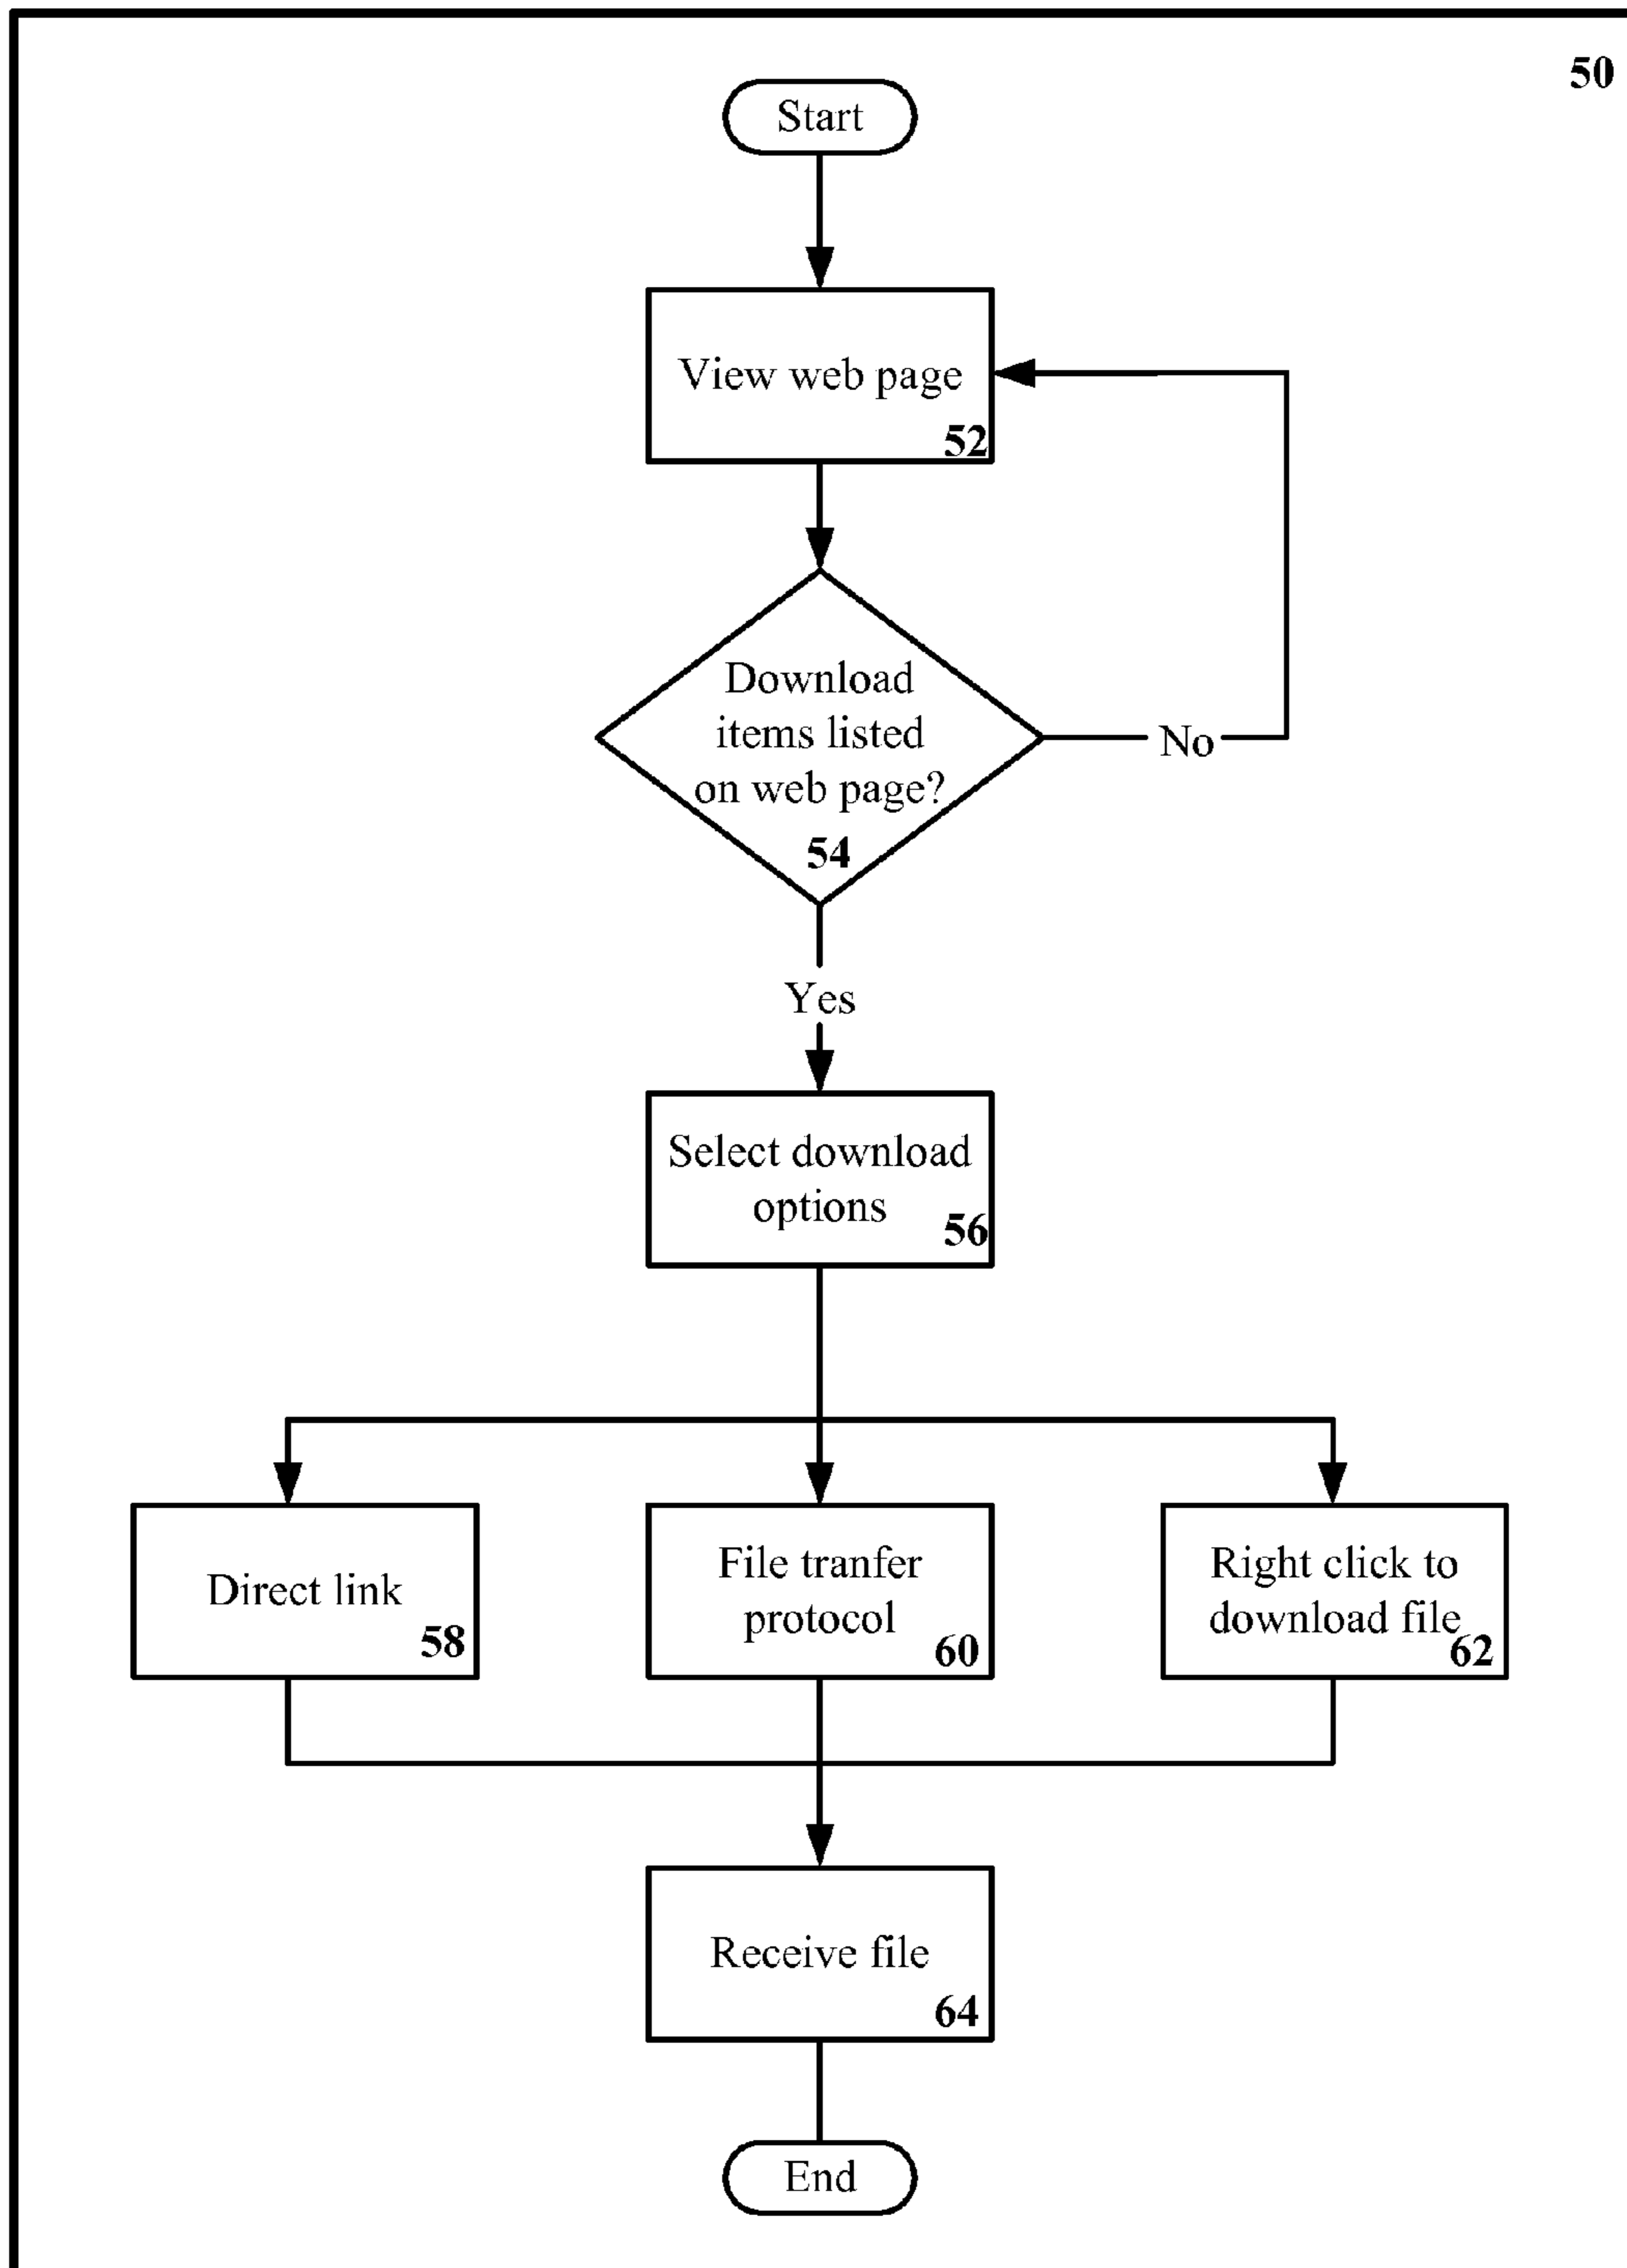 50
Start
View web page
52
Download
items listed
on web page?
54
No
Yes
Select download
options
56
Direct link
58
File tranfer
protocol
60
Right click to
download file
62
Receive file
64
End